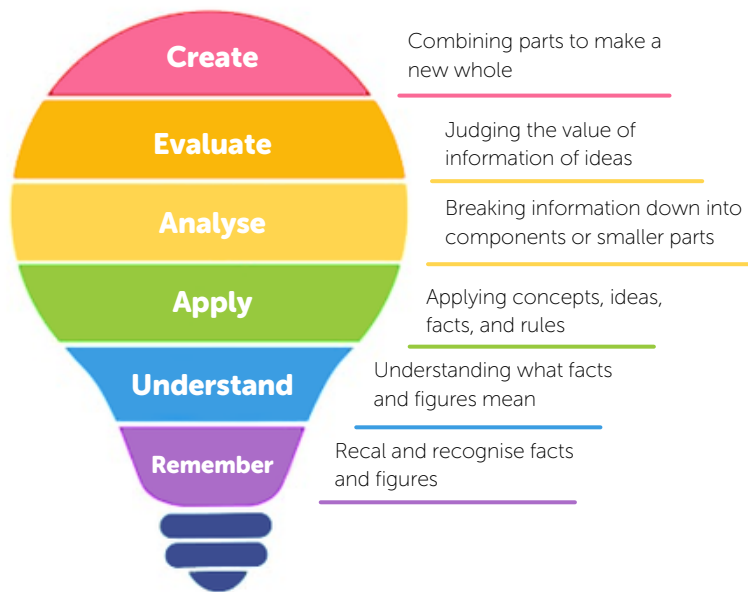 Create
Combining parts to make a
new whole
Evaluate
Judging the value of
information of ideas
Analyse
Breaking information down into
components or smaller parts
Apply
Applying concepts, ideas,
facts, and rules
Understand
Understanding what facts
and figures mean
Remember
Recal and recognise facts
and figures